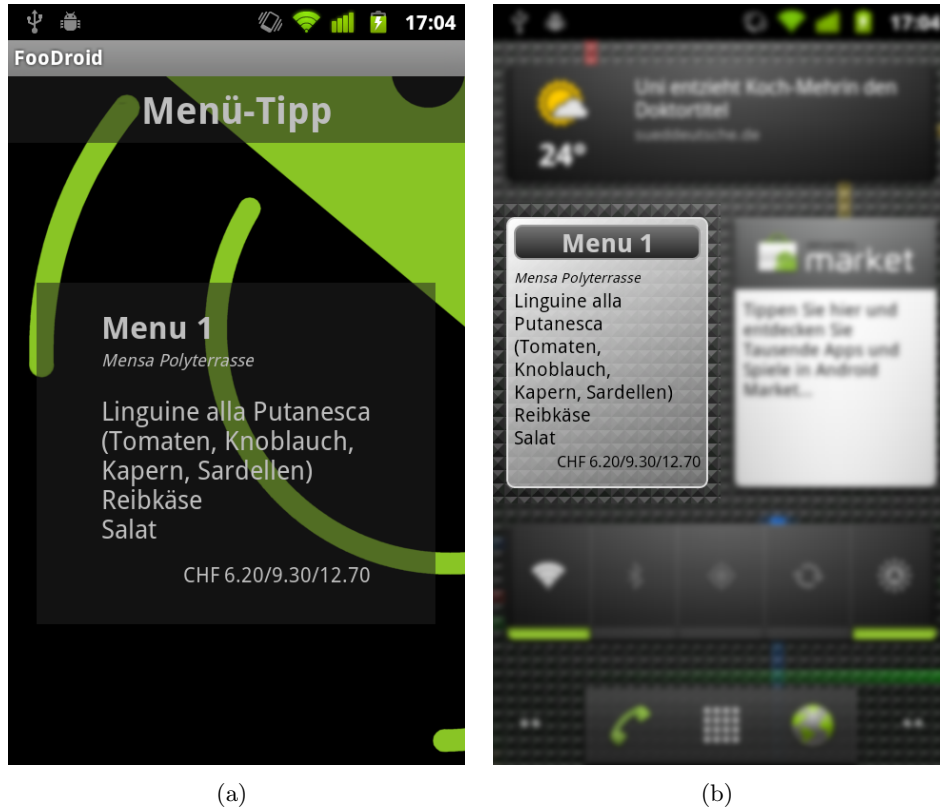 17:04
FooDroid
Menü-Tipp
Menu 1
Mensa Polyterrasse
Linguine alla Putanesca
(Tomaten, Knoblauch,
Kapern, Sardellen)
Reibkäse
Salat
CHF 6.20/9.30/12.70
(a)
17:04
Uni entzieht Koch-Mehrin den
Doktortitel
sueddeutsche.de
24°
Menu 1
Mensa Polyterrasse
Linguine alla
Putanesca
(Tomaten,
Knoblauch,
Kapern, Sardellen)
Reibkäse
Salat
CHF 6.20/9.30/12.70
market
Tippen Sie hier und
entdecken Sie
Tausende Apps und
Spiele in Android
Market...
(b)